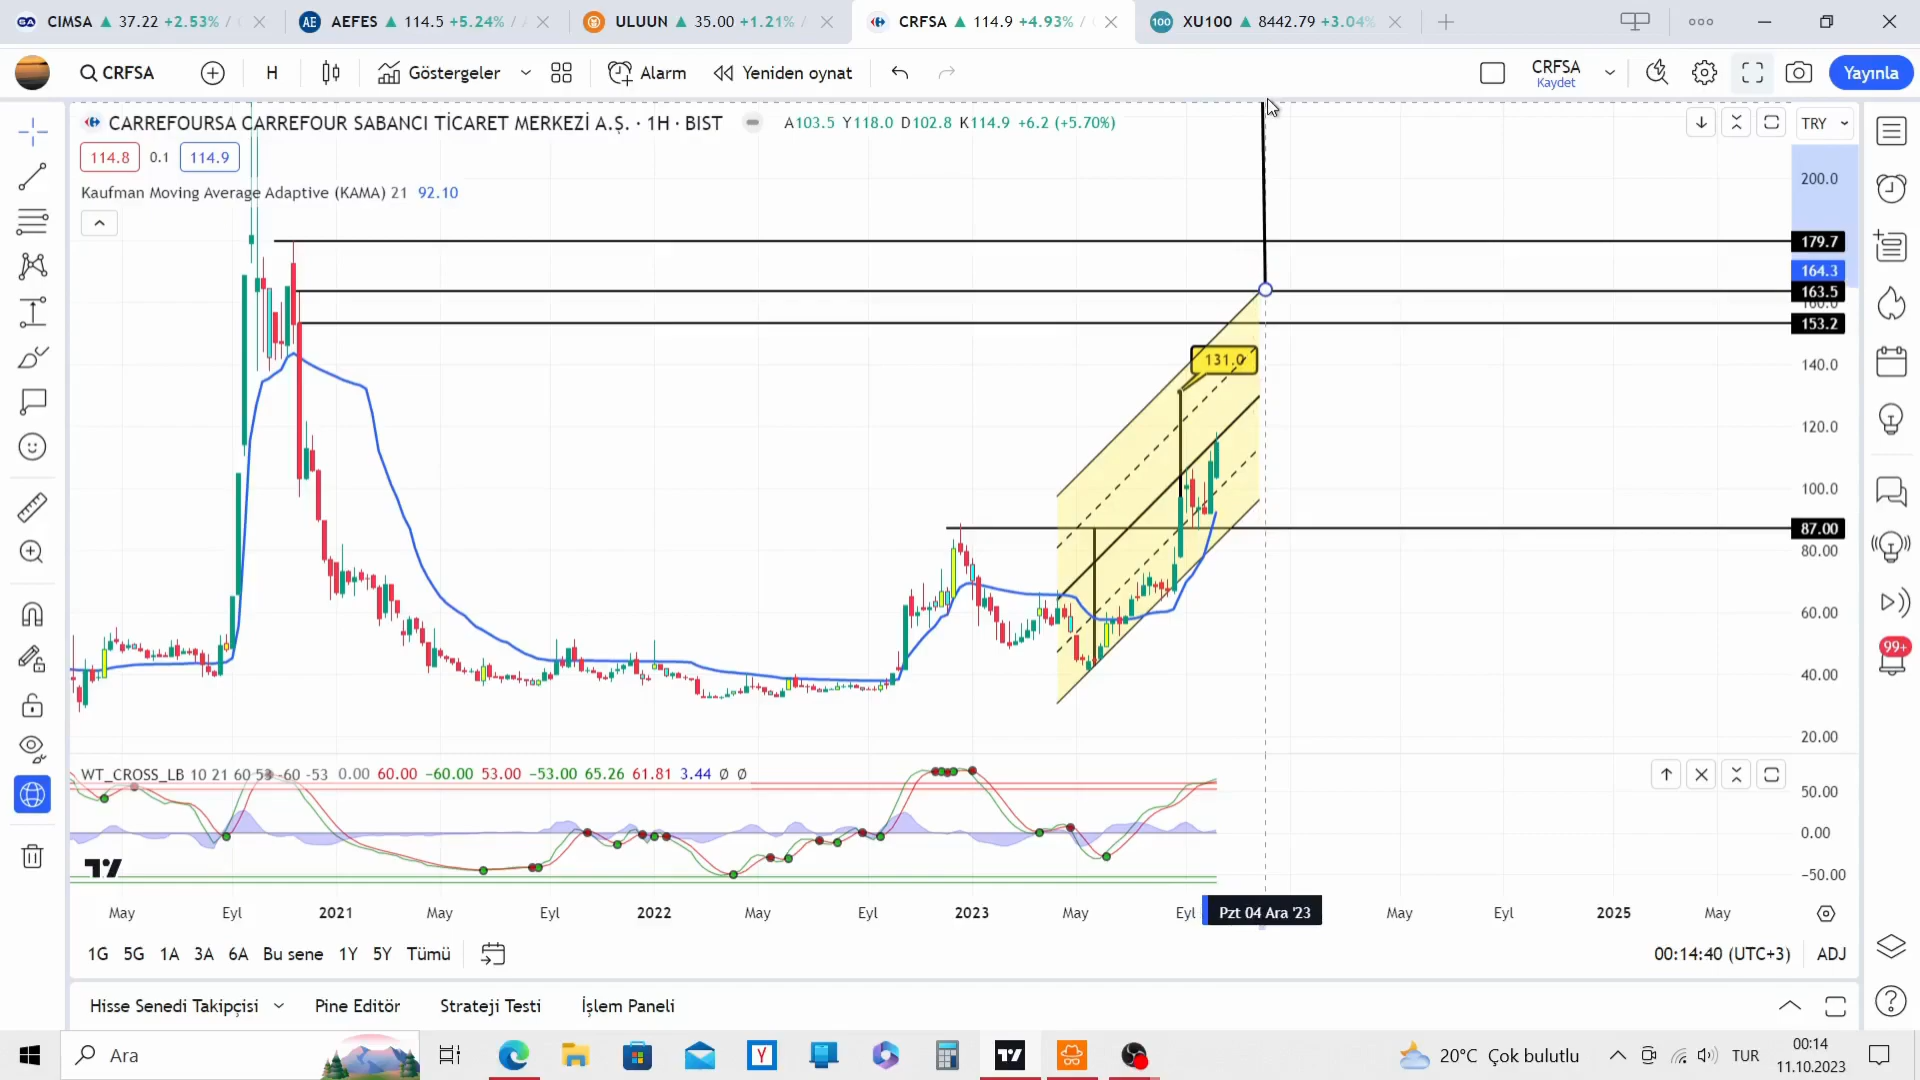 CIMSA ▲ 37.22 +2.53% /
AEFES ▲ 114.5 +5.24% /
ULUUN ▲ 35.00 +1.21% /
CRFSA ▲ 114.9 +4.93% /
100 XU100 ▲ 8442.79 +3.04%
CRFSA
H
Göstergeler
Alarm
Yeniden oynat
CRFSA
Kaydet
Yayınla
CARREFOURSA CARREFOUR SABANCI TİCARET MERKEZİ A.Ş. · 1H · BIST
A103.5 Y118.0 D102.8 K114.9 +6.2 (+5.70%)
TRY
114.8 0.1 114.9
Kaufman Moving Average Adaptive (KAMA) 21 92.10
200.0
179.7
164.3
163.5
160.0
153.2
140.0
131.0
120.0
100.0
87.00
80.00
60.00
40.00
20.00
WT_CROSS_LB 10 21 60 53 -60 -53 0.00 60.00 −60.00 53.00 −53.00 65.26 61.81 3.44 ∅ ∅
50.00
0.00
−50.00
May Eyl 2021 May Eyl 2022 May Eyl 2023 May Eyl Pzt 04 Ara '23 May Eyl 2025 May
1G 5G 1A 3A 6A Bu sene 1Y 5Y Tümü
00:14:40 (UTC+3) ADJ
99+
Hisse Senedi Takipçisi
Pine Editör
Strateji Testi
İşlem Paneli
Ara
20°C Çok bulutlu
TUR
00:14
11.10.2023